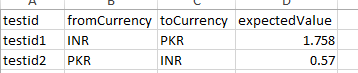 A B C D
testid fromCurrency toCurrency expectedValue
testid1 INR PKR 1.758
testid2 PKR INR 0.57